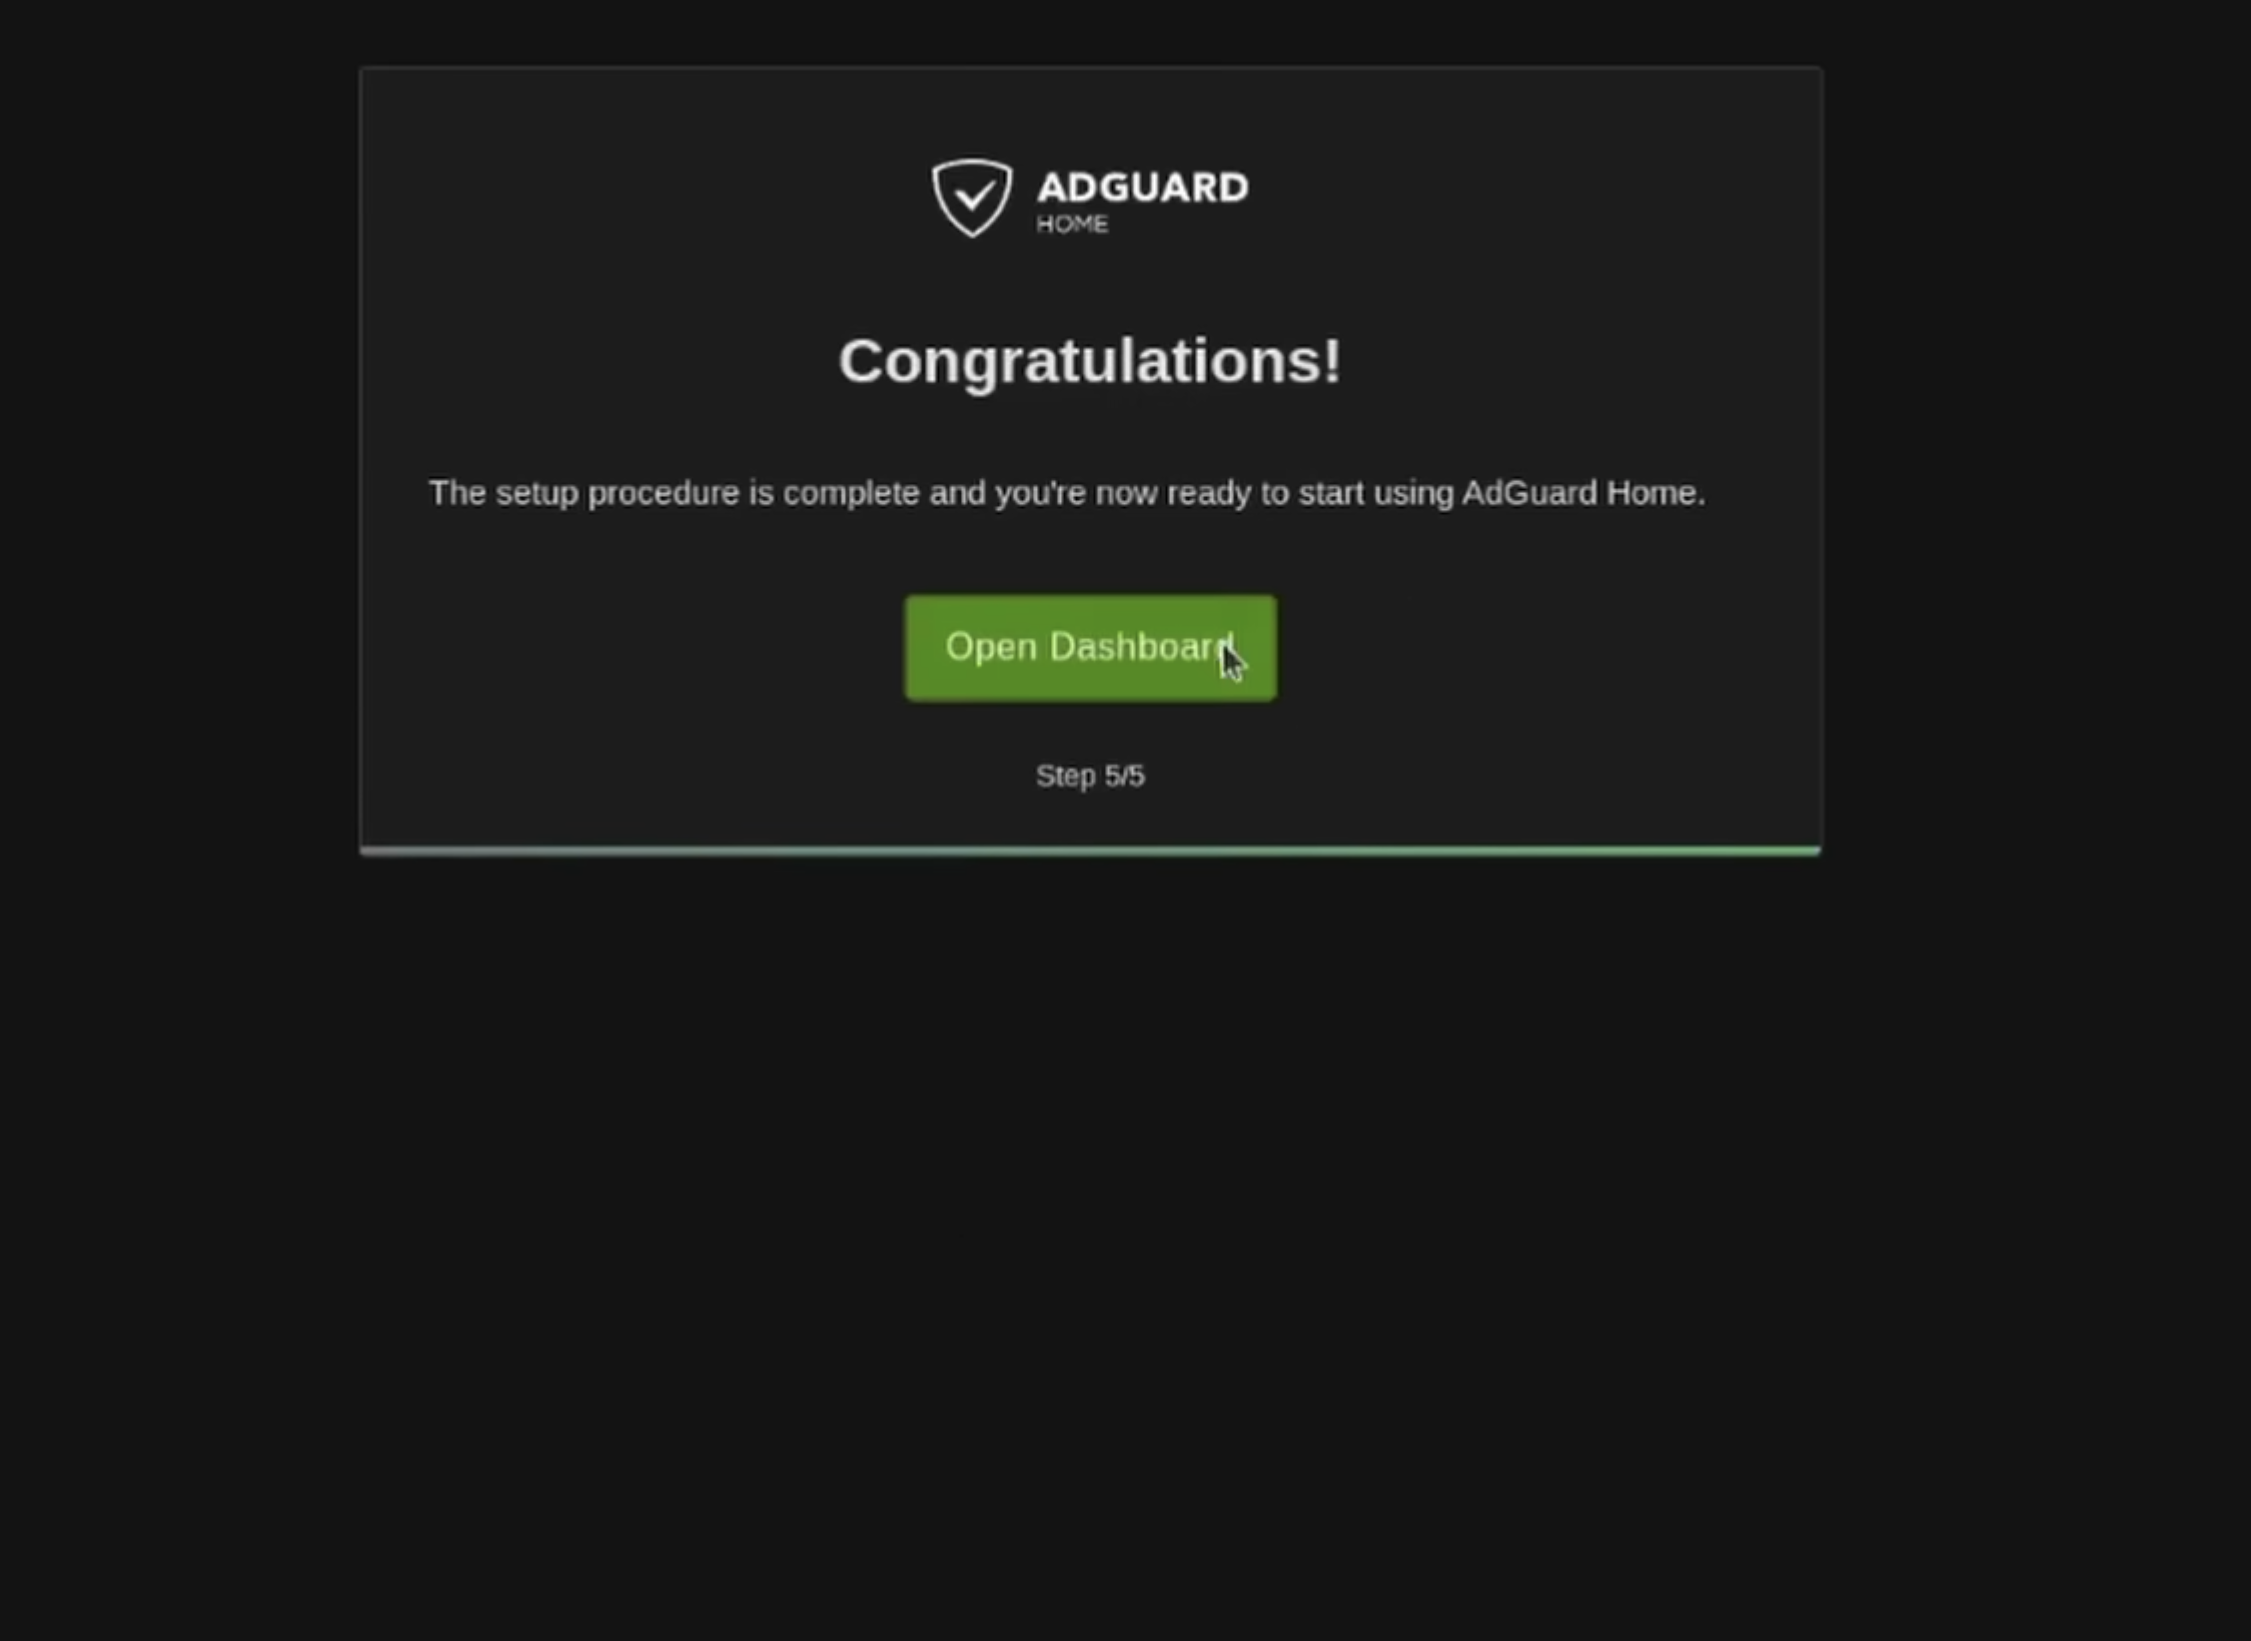 ADGUARD
HOME
Congratulations!
The setup procedure is complete and you're now ready to start using AdGuard Home.
Open Dashboard
Step 5/5